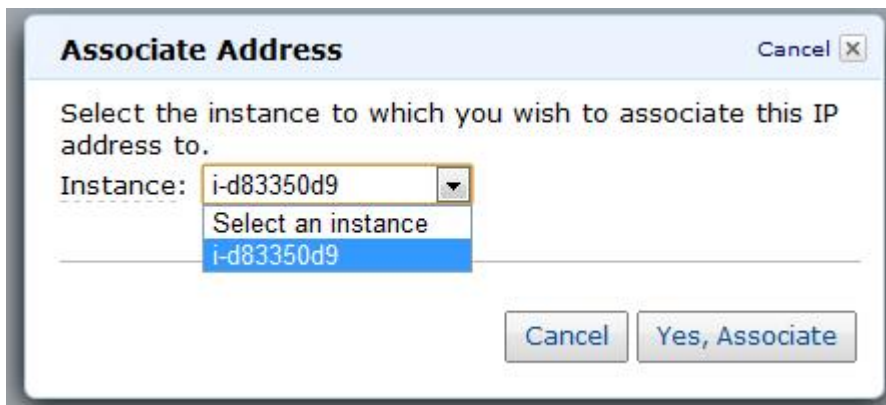 Associate Address
Cancel
Select the instance to which you wish to associate this IP
address to.
Instance: i-d83350d9
Select an instance
i-d83350d9
Cancel
Yes, Associate